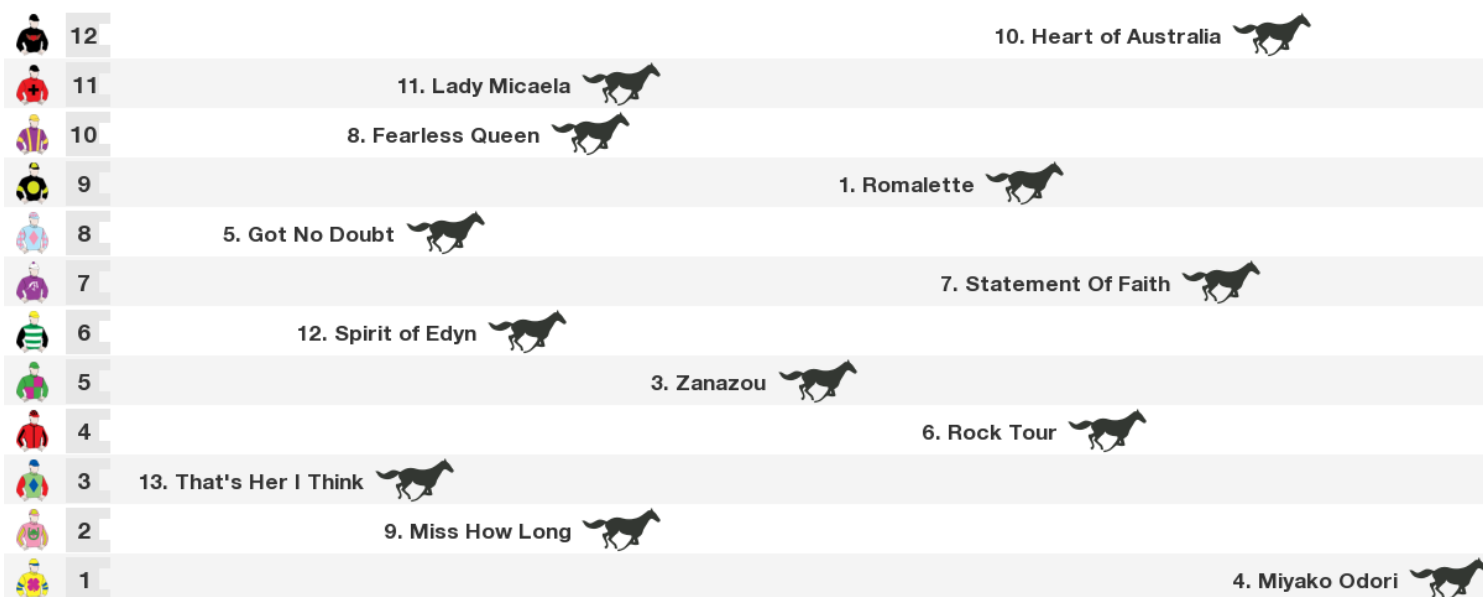 12 10. Heart of Australia
11 11. Lady Micaela
10 8. Fearless Queen
9 1. Romalette
8 5. Got No Doubt
7 7. Statement Of Faith
6 12. Spirit of Edyn
5 3. Zanazou
4 6. Rock Tour
3 13. That's Her I Think
2 9. Miss How Long
1 4. Miyako Odori